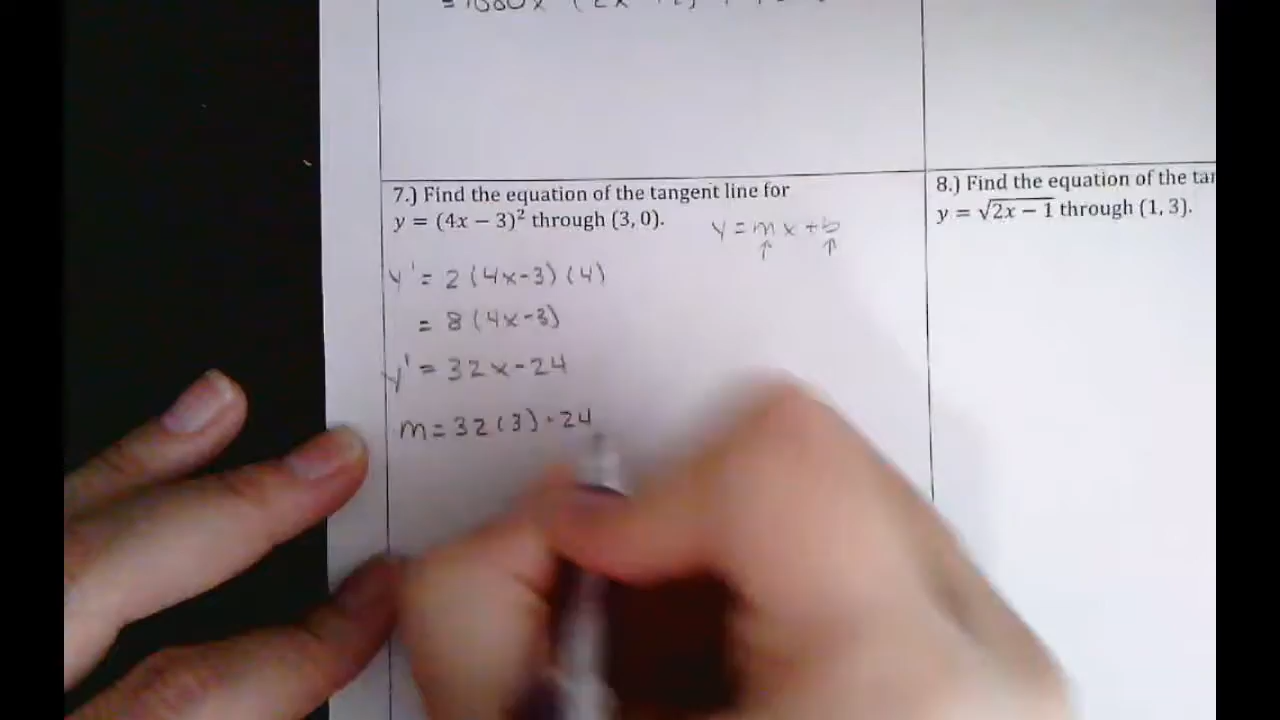 7.) Find the equation of the tangent line for
y = (4x − 3)² through (3, 0).
y = mx + b
↑ ↑
y' = 2(4x-3)(4)
= 8(4x-3)
y' = 32x-24
m = 32(3)-24
8.) Find the equation of the
y = √2x − 1 through (1, 3).